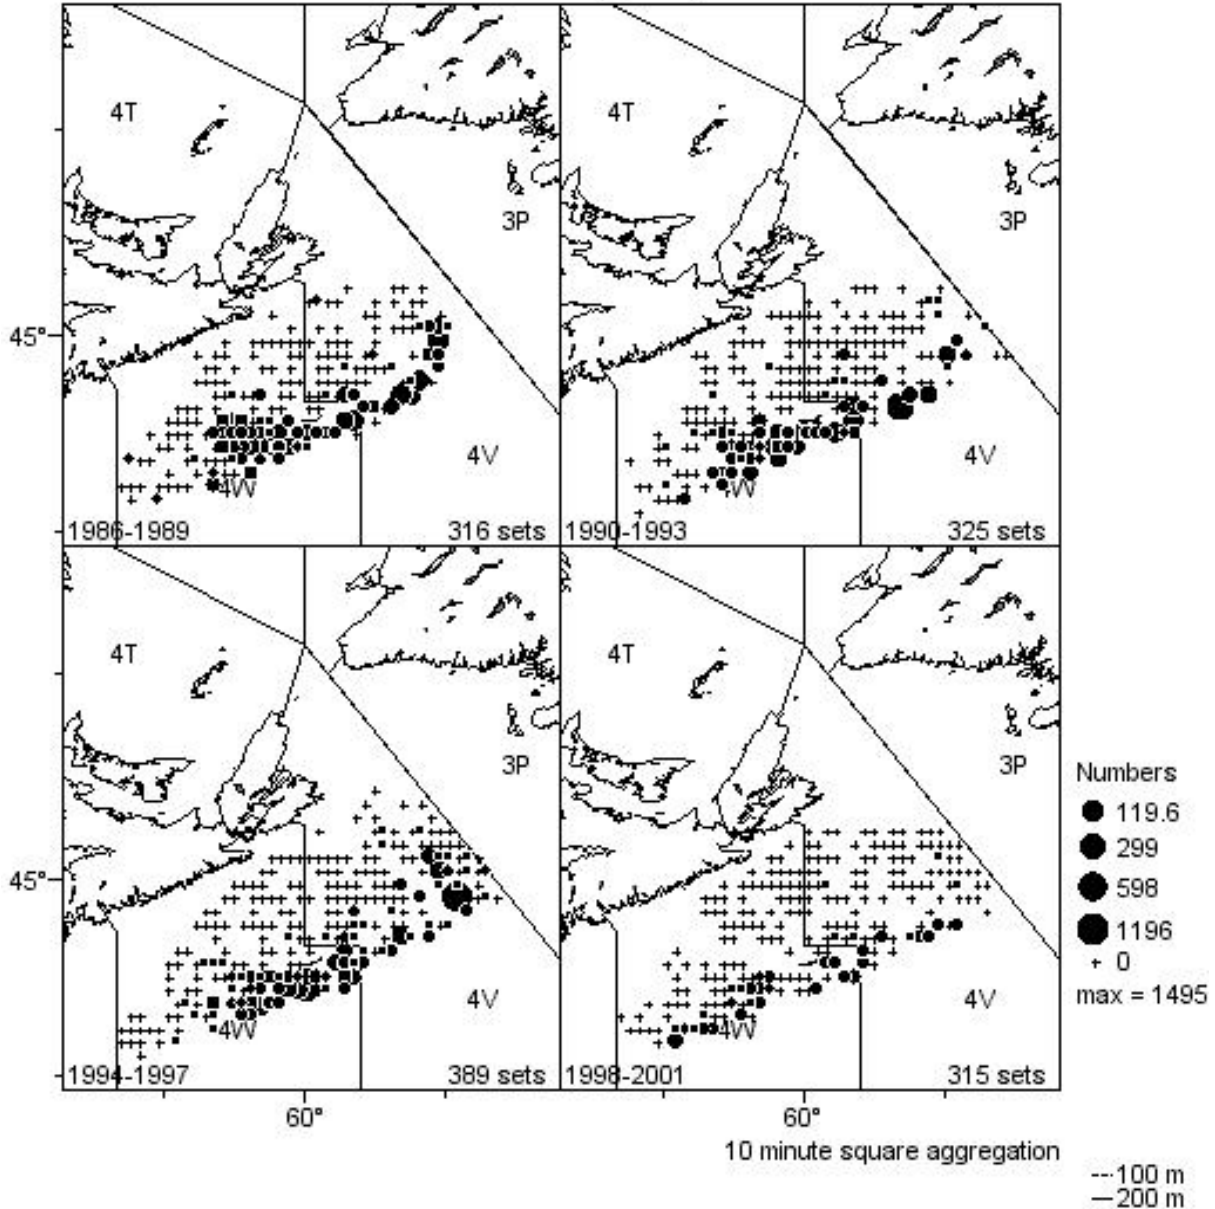 4T
3P
4V
4W
1986-1989
316 sets
4T
3P
4V
4W
1990-1993
325 sets
45°
4T
3P
4V
4W
1994-1997
389 sets
4T
3P
4V
4W
1998-2001
315 sets
45°
60°
60°
10 minute square aggregation
Numbers
119.6
299
598
1196
+ 0
max = 1495
100 m
200 m